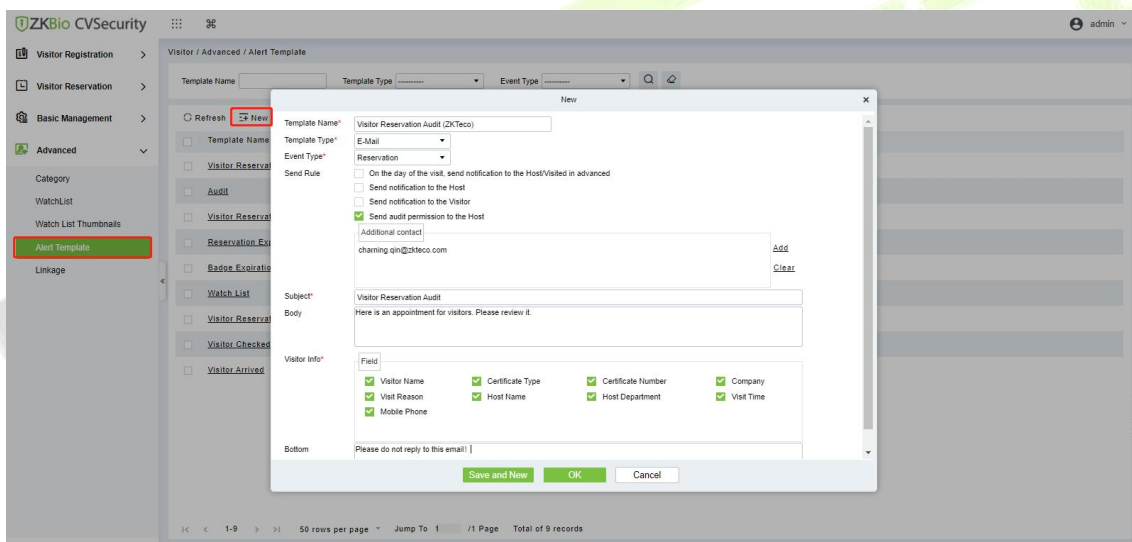 ZKBio CVSecurity
admin
Visitor Registration
Visitor Reservation
Basic Management
Advanced
Category
WatchList
Watch List Thumbnails
Alert Template
Linkage
Visitor / Advanced / Alert Template
Template Name Template Type ---------- Event Type ----------
Refresh New
Template Name
Visitor Reservat
Audit
Visitor Reservat
Reservation Exp
Badge Expiratio
Watch List
Visitor Reservat
Visitor Checked
Visitor Arrived
New
Template Name* Visitor Reservation Audit (ZKTeco)
Template Type* E-Mail
Event Type* Reservation
Send Rule On the day of the visit, send notification to the Host/Visited in advanced
Send notification to the Host
Send notification to the Visitor
Send audit permission to the Host
Additional contact
charning.qin@zkteco.com Add
Clear
Subject* Visitor Reservation Audit
Body Here is an appointment for visitors. Please review it.
Visitor Info* Field
Visitor Name Certificate Type Certificate Number Company
Visit Reason Host Name Host Department Visit Time
Mobile Phone
Bottom Please do not reply to this email!
Save and New OK Cancel
1-9 50 rows per page Jump To 1 /1 Page Total of 9 records